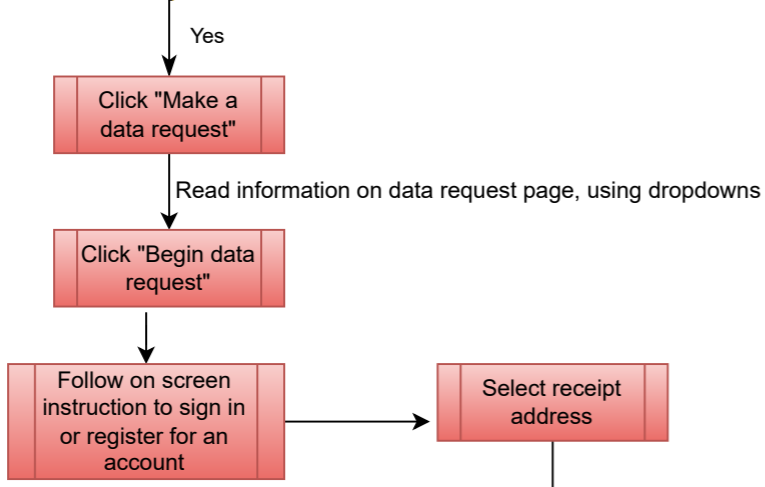 Yes
Click "Make a
data request"
Read information on data request page, using dropdowns
Click "Begin data
request"
Follow on screen
instruction to sign in
or register for an
account
Select receipt
address